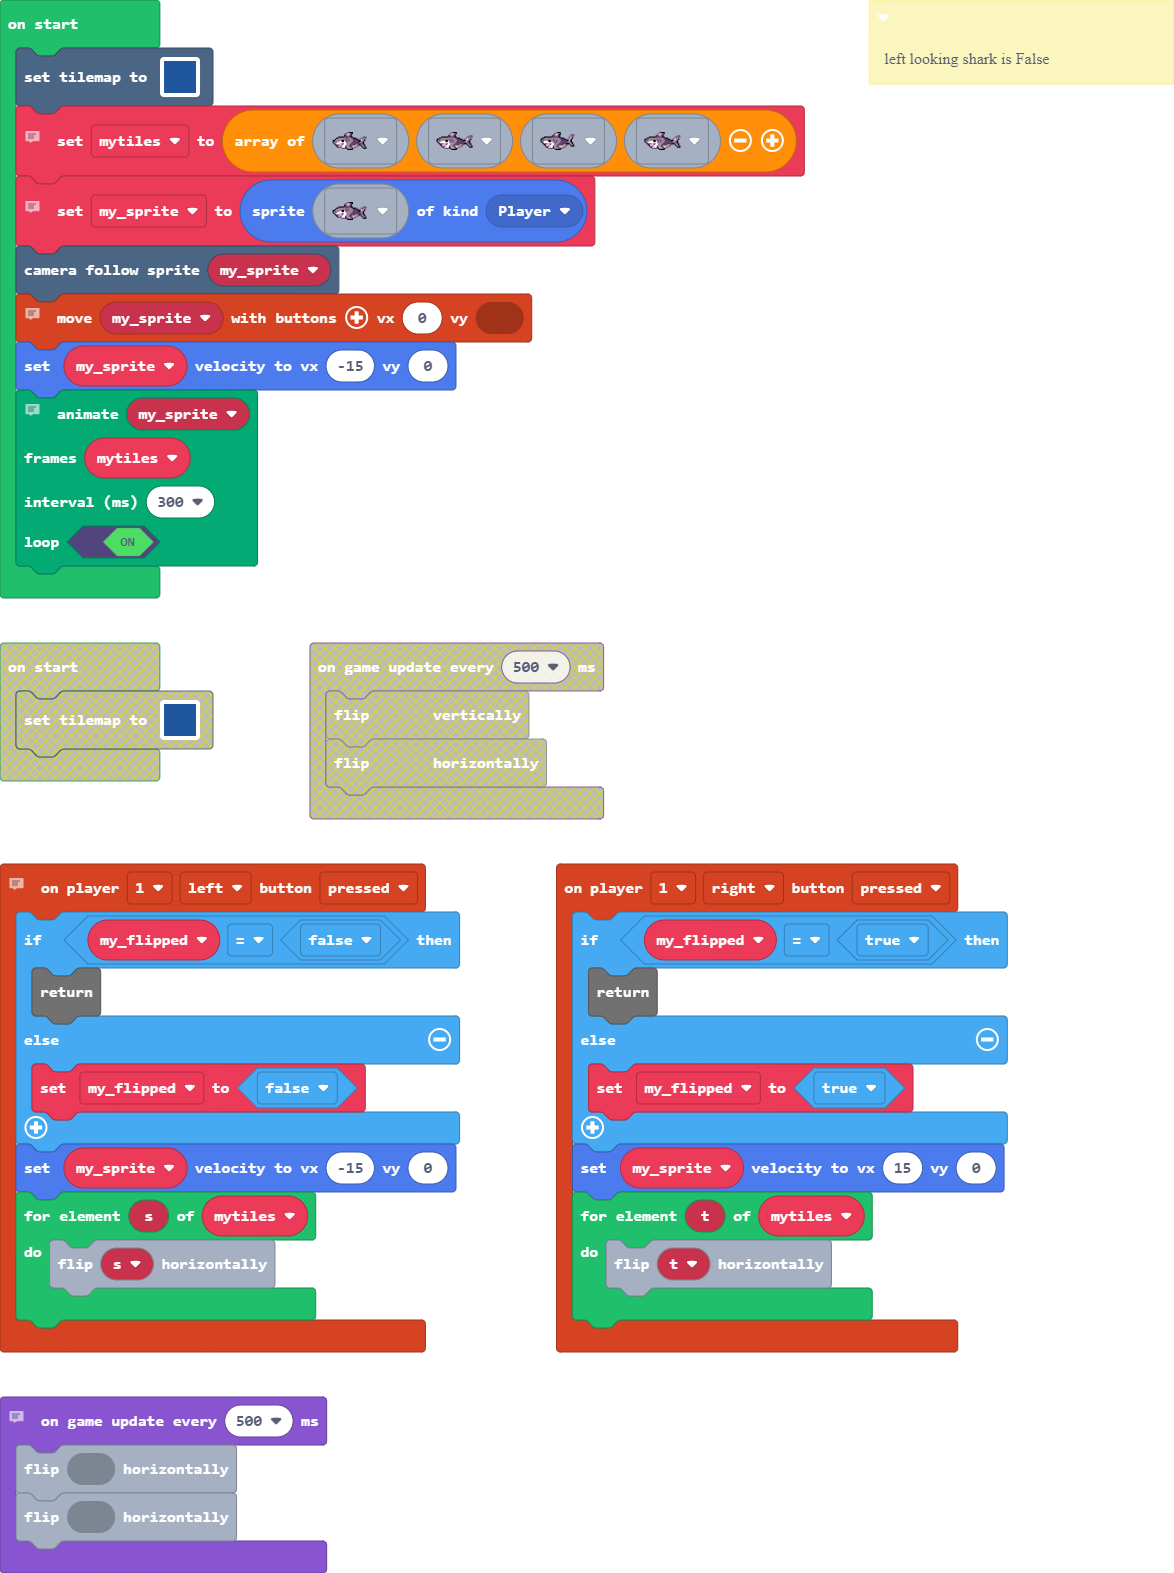 on start
left looking shark is False
set tilemap to
set mytiles to array of
set my_sprite to sprite of kind Player
camera follow sprite my_sprite
move my_sprite with buttons vx 0 vy
set my_sprite velocity to vx -15 vy 0
animate my_sprite
frames mytiles
interval (ms) 300
loop ON
on start
set tilemap to
on game update every 500 ms
flip vertically
flip horizontally
on player 1 left button pressed
if my_flipped = false then
return
else
set my_flipped to false
set my_sprite velocity to vx -15 vy 0
for element s of mytiles
do flip s horizontally
on player 1 right button pressed
if my_flipped = true then
return
else
set my_flipped to true
set my_sprite velocity to vx 15 vy 0
for element t of mytiles
do flip t horizontally
on game update every 500 ms
flip horizontally
flip horizontally